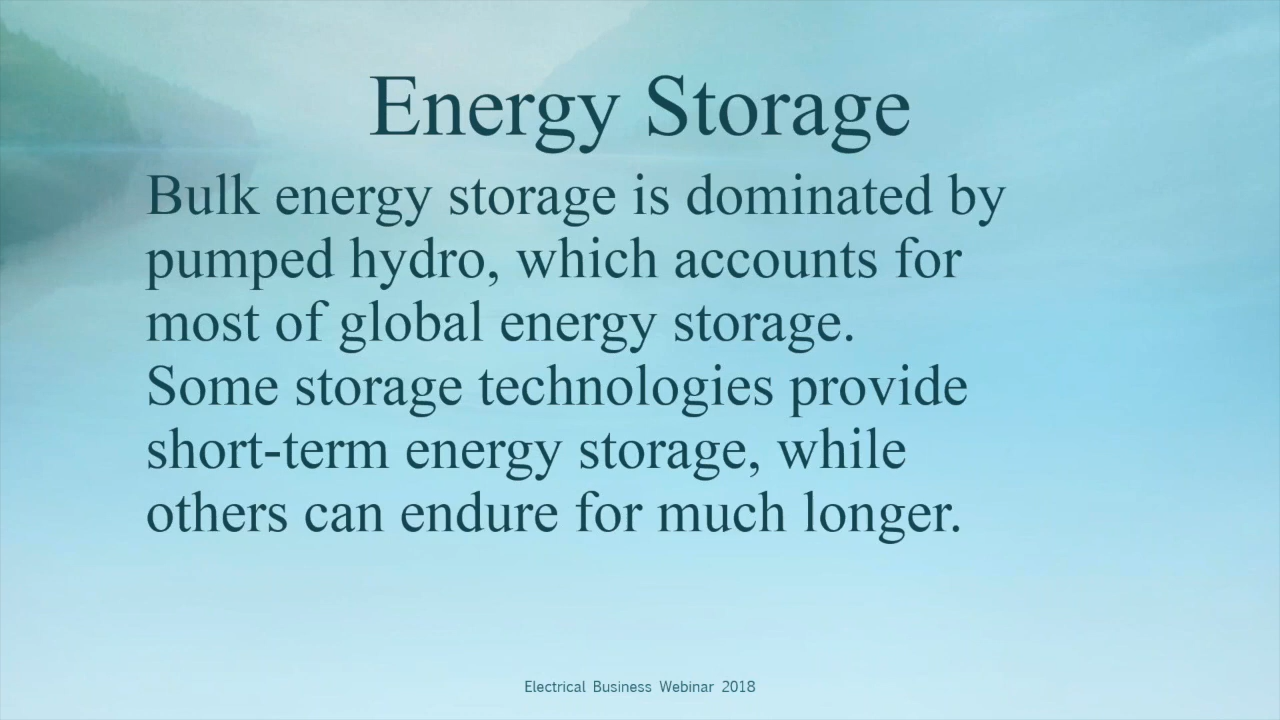 Energy Storage
Bulk energy storage is dominated by
pumped hydro, which accounts for
most of global energy storage.
Some storage technologies provide
short-term energy storage, while
others can endure for much longer.
Electrical Business Webinar 2018